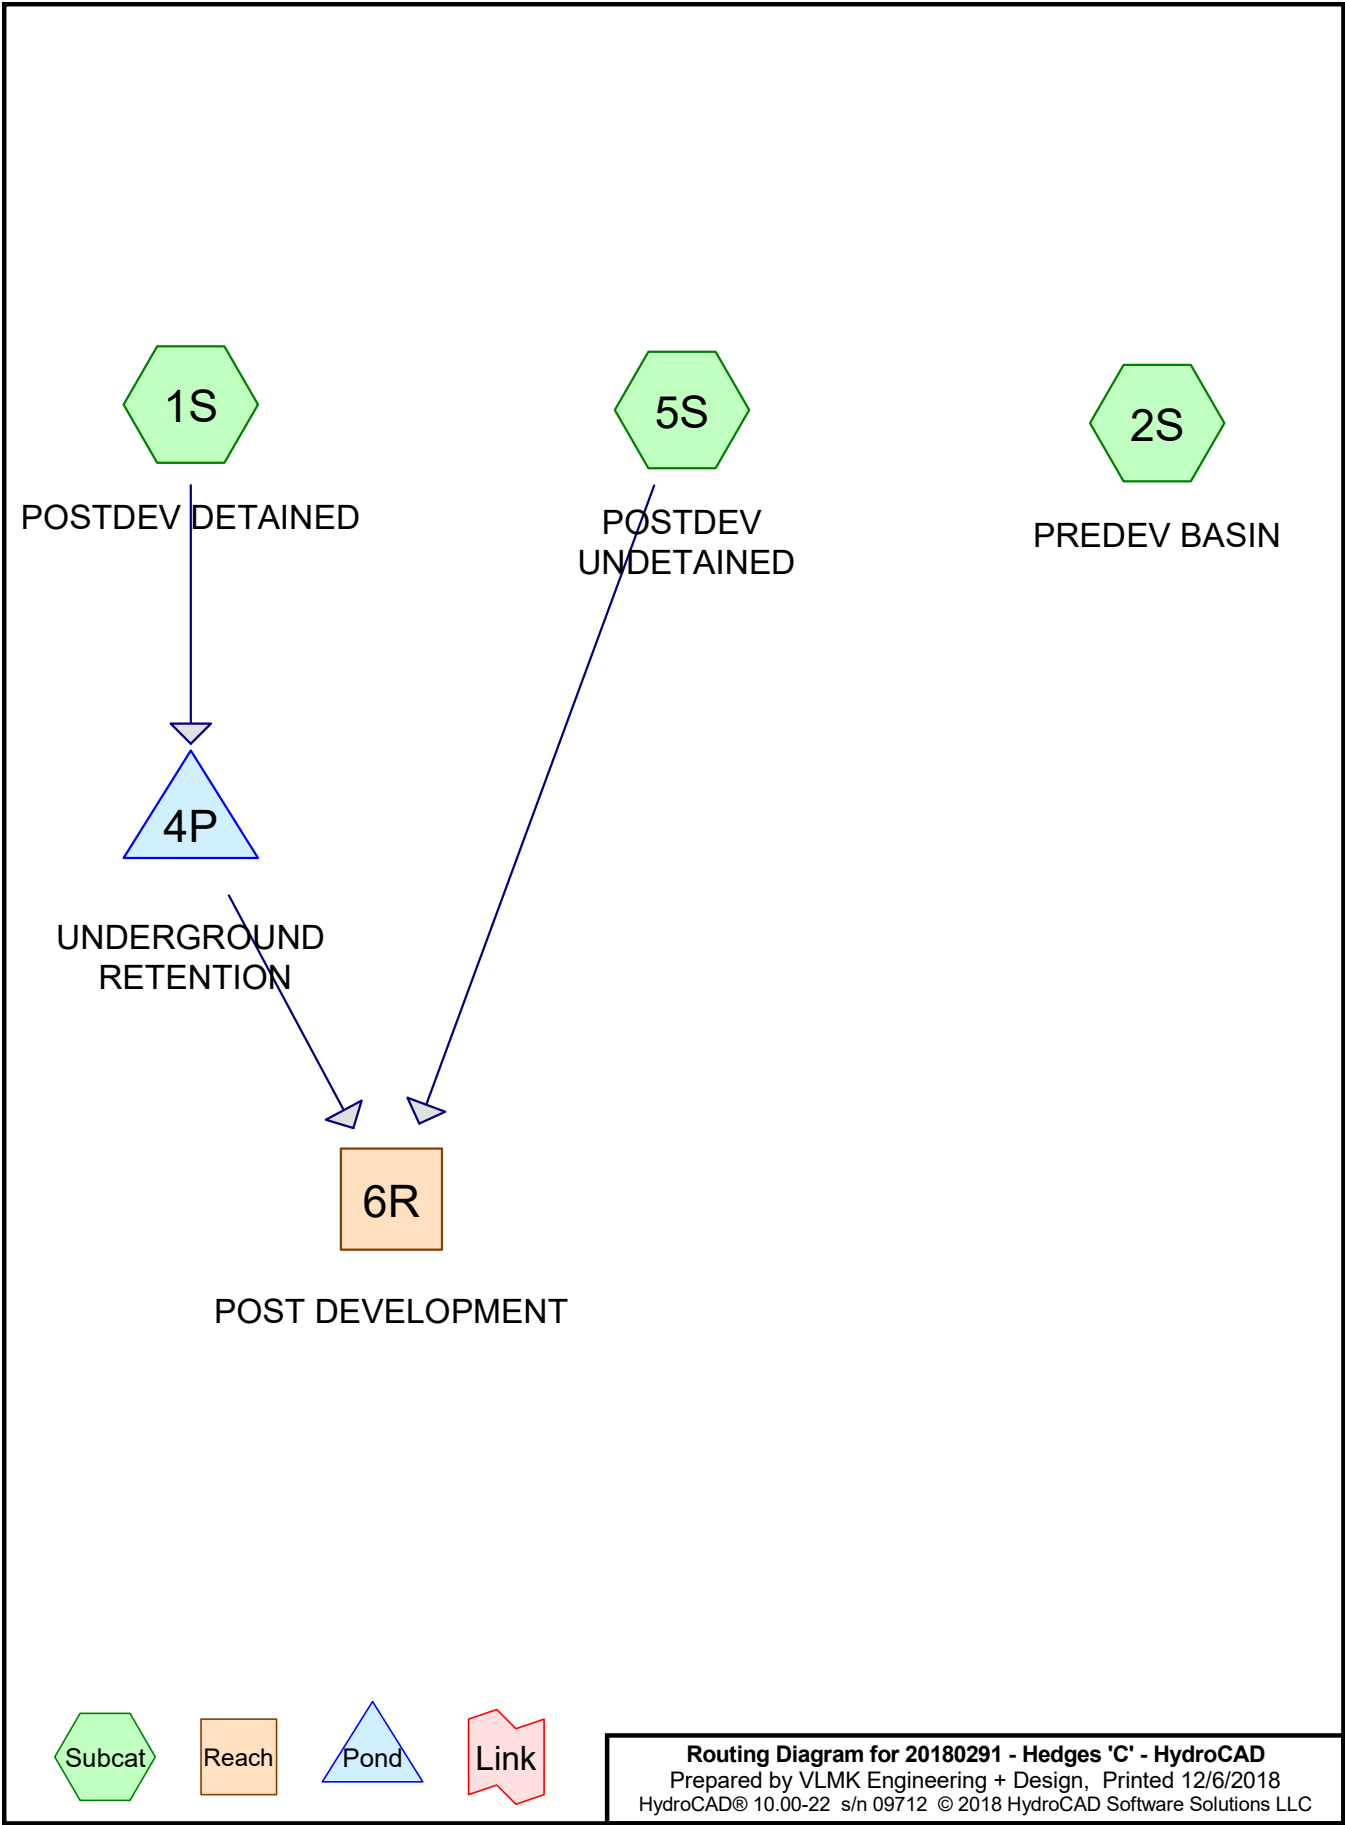 1S
POSTDEV DETAINED
5S
POSTDEV
UNDETAINED
2S
PREDEV BASIN
4P
UNDERGROUND
RETENTION
6R
POST DEVELOPMENT
Subcat
Reach
Pond
Link
Routing Diagram for 20180291 - Hedges 'C' - HydroCAD
Prepared by VLMK Engineering + Design, Printed 12/6/2018
HydroCAD® 10.00-22 s/n 09712 © 2018 HydroCAD Software Solutions LLC